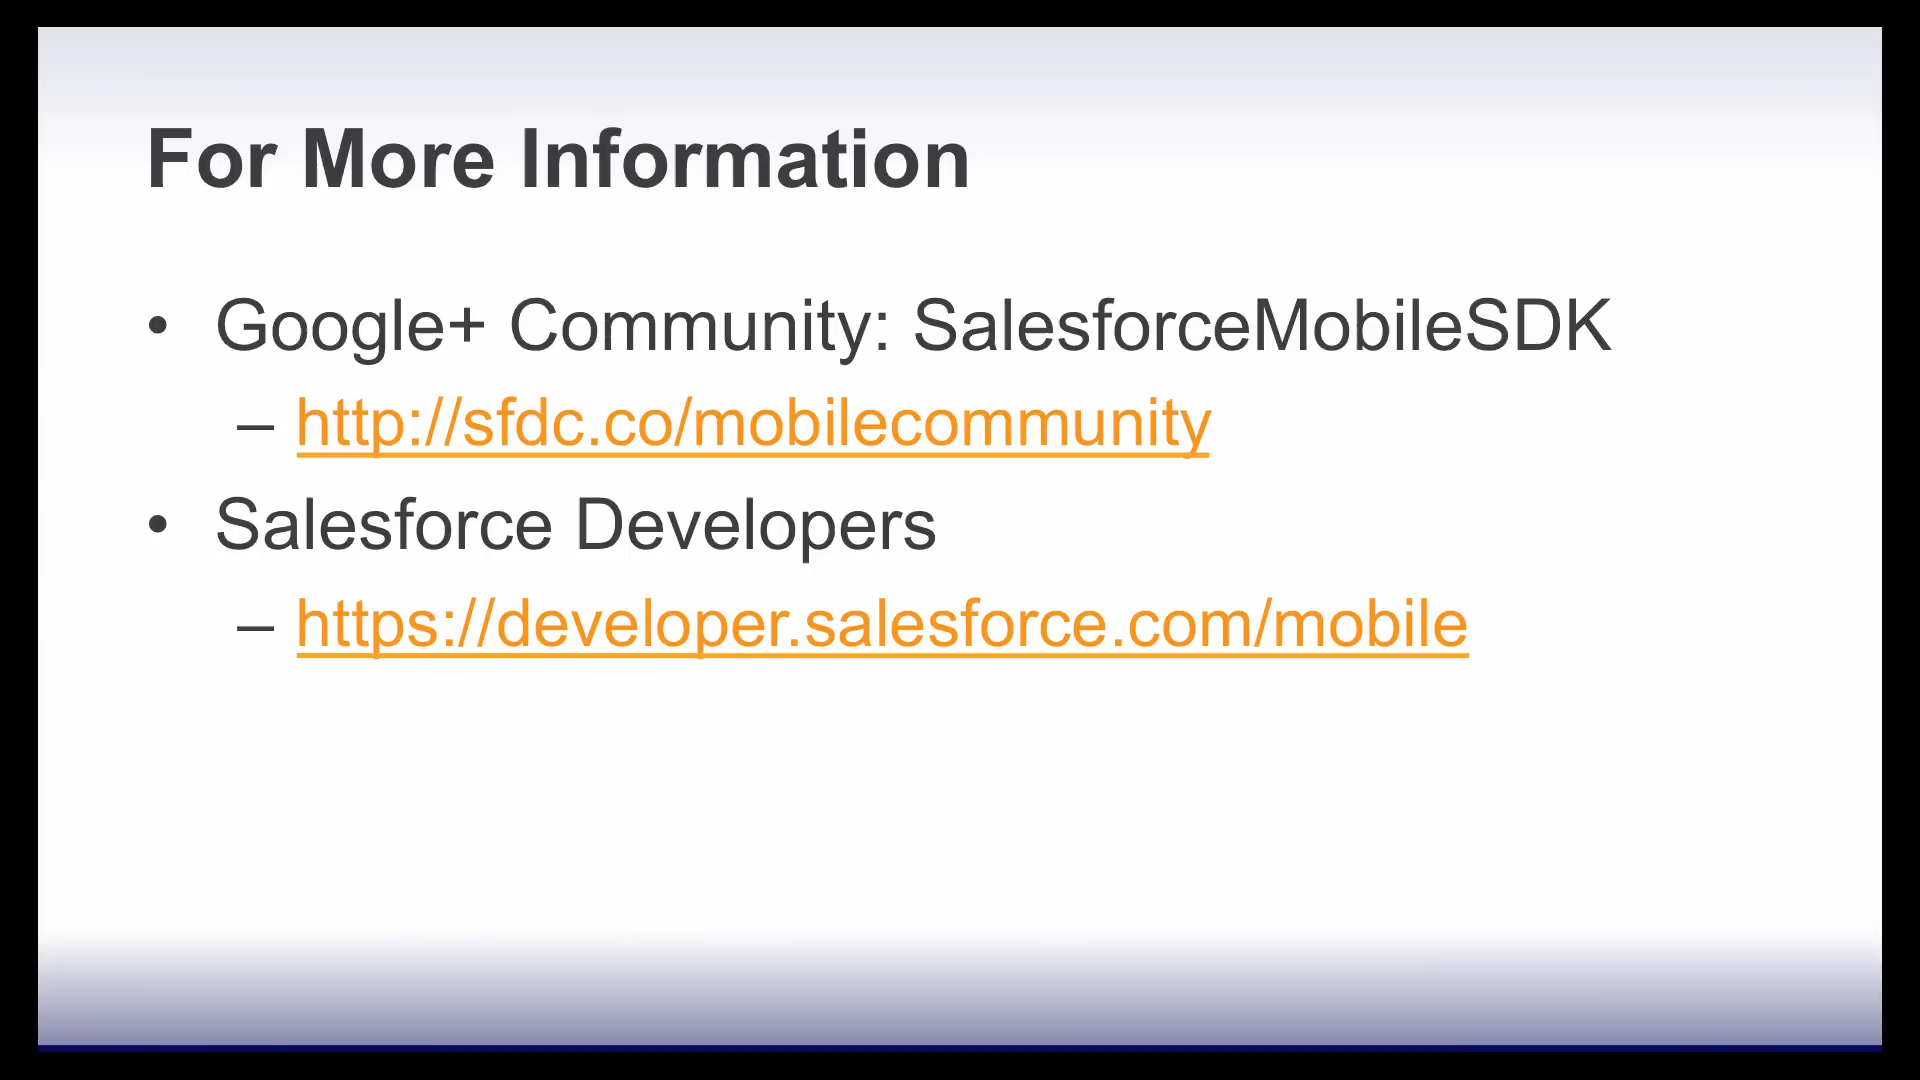 For More Information
• Google+ Community: SalesforceMobileSDK
– http://sfdc.co/mobilecommunity
• Salesforce Developers
– https://developer.salesforce.com/mobile